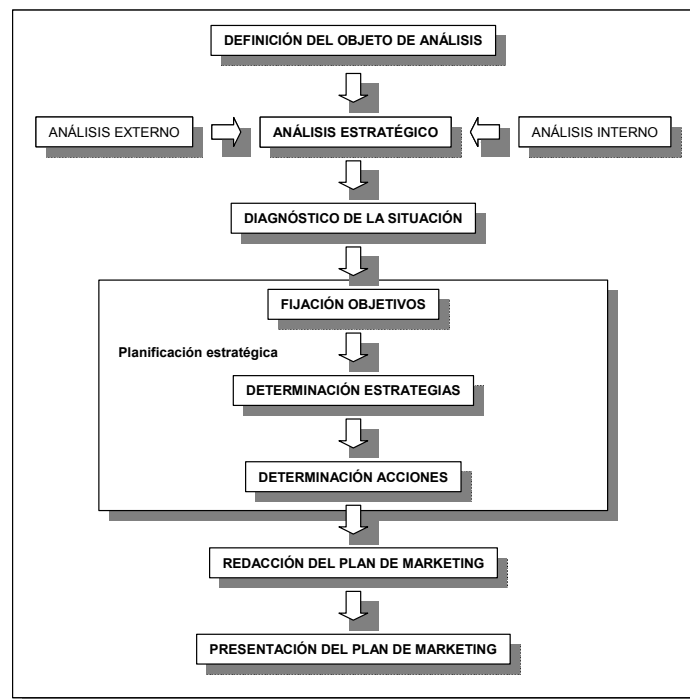 DEFINICIÓN DEL OBJETO DE ANÁLISIS
ANÁLISIS EXTERNO
ANÁLISIS ESTRATÉGICO
ANÁLISIS INTERNO
DIAGNÓSTICO DE LA SITUACIÓN
FIJACIÓN OBJETIVOS
Planificación estratégica
DETERMINACIÓN ESTRATEGIAS
DETERMINACIÓN ACCIONES
REDACCIÓN DEL PLAN DE MARKETING
PRESENTACIÓN DEL PLAN DE MARKETING